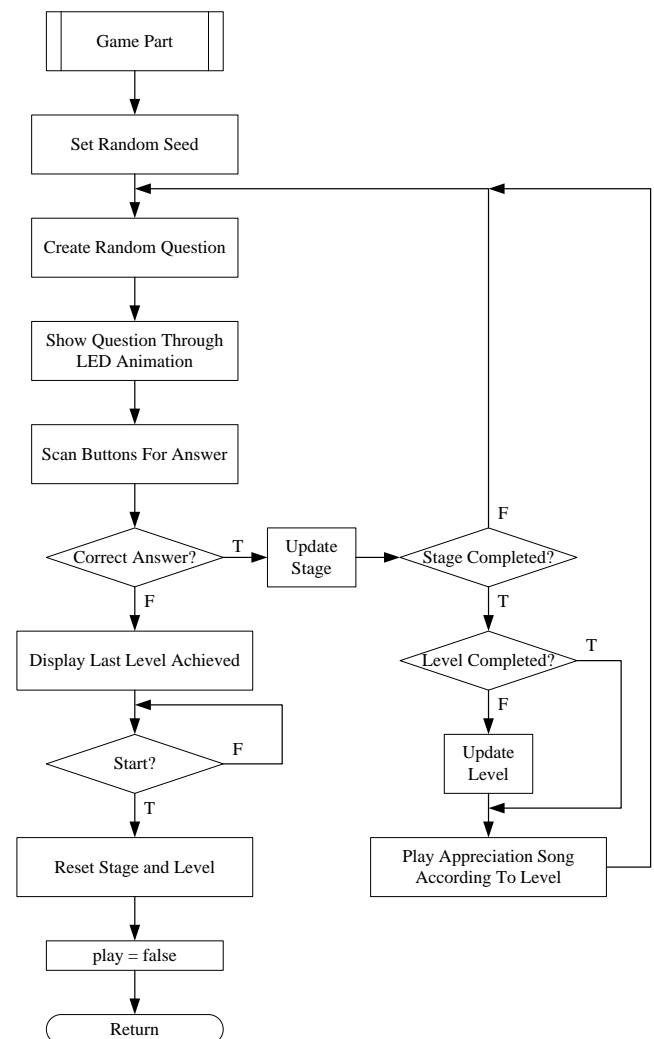 Game Part
Set Random Seed
Create Random Question
Show Question Through
LED Animation
Scan Buttons For Answer
Correct Answer?
T
F
Update
Stage
Stage Completed?
F
T
Level Completed?
T
F
Update
Level
Play Appreciation Song
According To Level
Display Last Level Achieved
Start?
F
T
Reset Stage and Level
play = false
Return